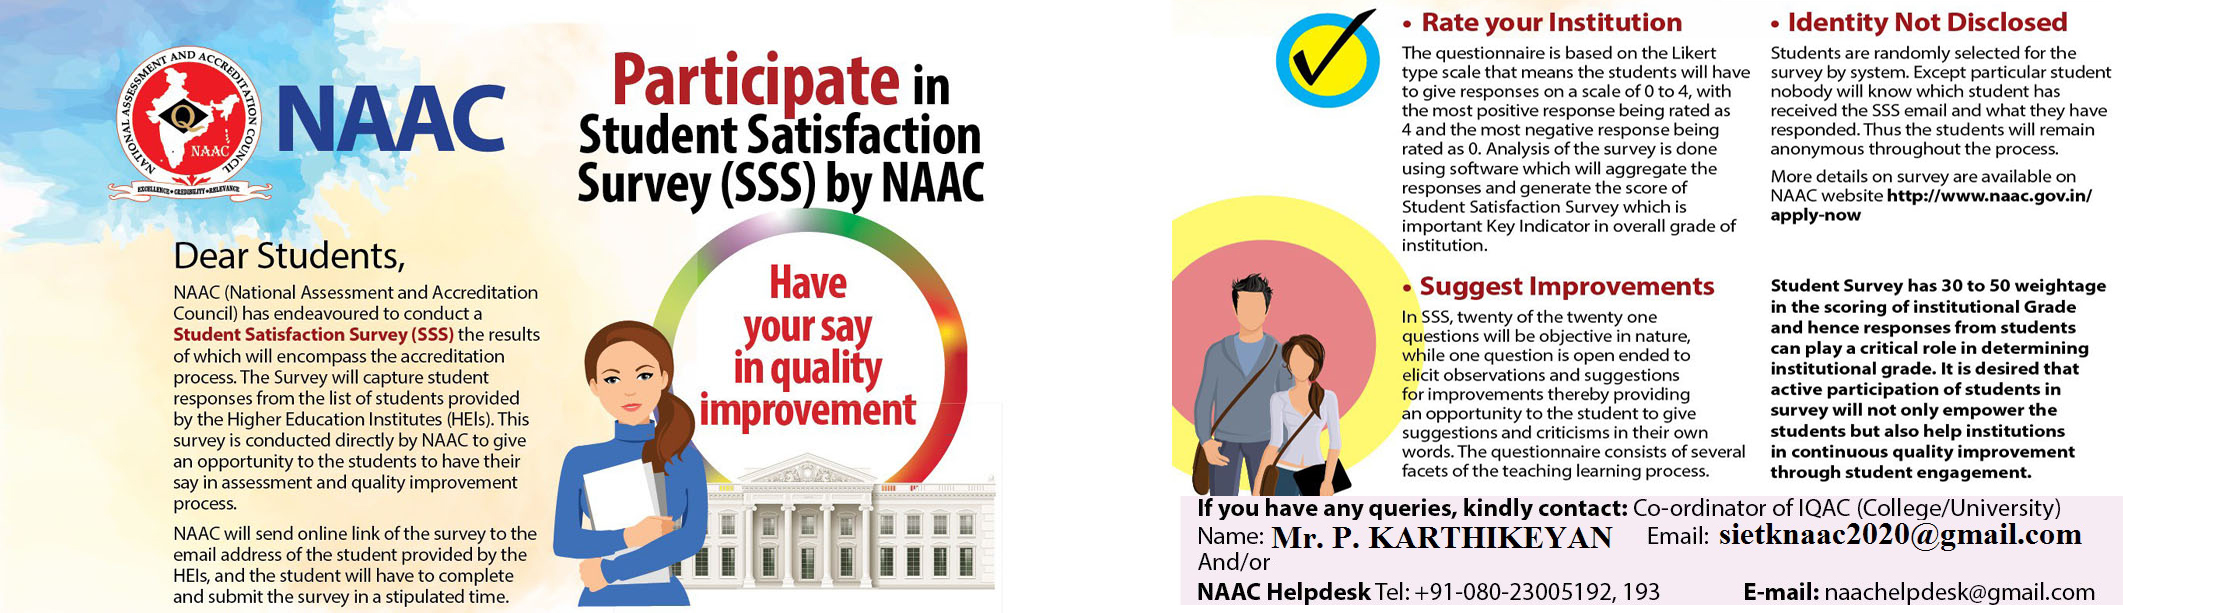 NATIONAL ASSESSMENT AND ACCREDITATION COUNCIL
Q
NAAC
EXCELLENCE • CREDIBILITY • RELEVANCE
NAAC
Participate in
Student Satisfaction
Survey (SSS) by NAAC
Dear Students,
NAAC (National Assessment and Accreditation
Council) has endeavoured to conduct a
Student Satisfaction Survey (SSS) the results
of which will encompass the accreditation
process. The Survey will capture student
responses from the list of students provided
by the Higher Education Institutes (HEIs). This
survey is conducted directly by NAAC to give
an opportunity to the students to have their
say in assessment and quality improvement
process.
NAAC will send online link of the survey to the
email address of the student provided by the
HEIs, and the student will have to complete
and submit the survey in a stipulated time.
Have
your say
in quality
improvement
• Rate your Institution
The questionnaire is based on the Likert
type scale that means the students will have
to give responses on a scale of 0 to 4, with
the most positive response being rated as
4 and the most negative response being
rated as 0. Analysis of the survey is done
using software which will aggregate the
responses and generate the score of
Student Satisfaction Survey which is
important Key Indicator in overall grade of
institution.
• Suggest Improvements
In SSS, twenty of the twenty one
questions will be objective in nature,
while one question is open ended to
elicit observations and suggestions
for improvements thereby providing
an opportunity to the student to give
suggestions and criticisms in their own
words. The questionnaire consists of several
facets of the teaching learning process.
• Identity Not Disclosed
Students are randomly selected for the
survey by system. Except particular student
nobody will know which student has
received the SSS email and what they have
responded. Thus the students will remain
anonymous throughout the process.
More details on survey are available on
NAAC website http://www.naac.gov.in/
apply-now
Student Survey has 30 to 50 weightage
in the scoring of institutional Grade
and hence responses from students
can play a critical role in determining
institutional grade. It is desired that
active participation of students in
survey will not only empower the
students but also help institutions
in continuous quality improvement
through student engagement.
If you have any queries, kindly contact: Co-ordinator of IQAC (College/University)
Name: Mr. P. KARTHIKEYAN Email: sietknaac2020@gmail.com
And/or
NAAC Helpdesk Tel: +91-080-23005192, 193 E-mail: naachelpdesk@gmail.com